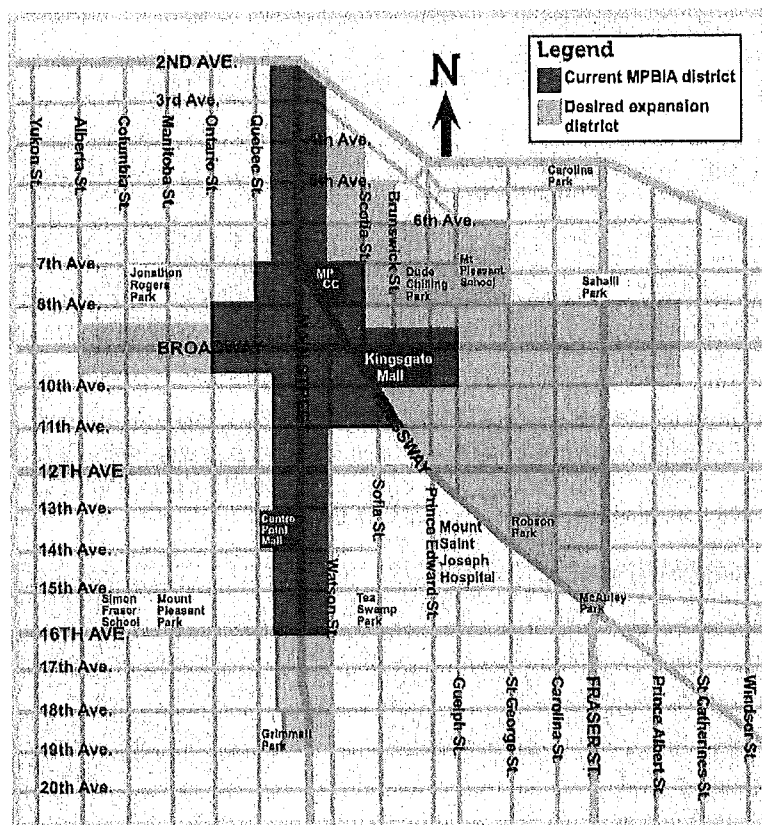 Legend
Current MPBIA district
Desired expansion
district
N
2ND AVE.
3rd Ave.
4th Ave.
5th Ave.
6th Ave.
7th Ave.
8th Ave.
BROADWAY
10th Ave.
11th Ave.
12TH AVE
13th Ave.
14th Ave.
15th Ave.
16TH AVE
17th Ave.
18th Ave.
19th Ave.
20th Ave.
Yukon St.
Alberta St.
Columbia St.
Manitoba St.
Ontario St.
Quebec St.
Scotia St.
Brunswick St.
Carolina
Park
Jonathon
Rogers
Park
MP
CC
Dude
Chilling
Park
Mt
Pleasant
School
Sahalli
Park
Kingsgate
Mall
Centre
Point
Mall
Watson St.
Sofia St.
Prince Edward St.
Mount
Saint
Joseph
Hospital
Robson
Park
McAuley
Park
Simon
Fraser
School
Mount
Pleasant
Park
Tea
Swamp
Park
Grimmett
Park
Guelph St.
St George St.
Carolina St.
FRASER ST.
Prince Albert St
St Catherines St
Windsor St